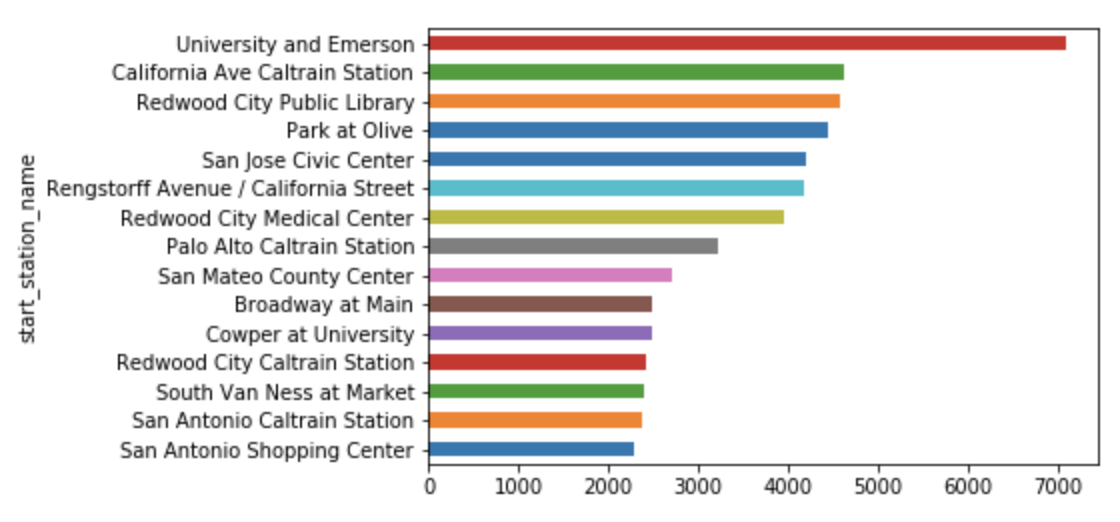 University and Emerson
California Ave Caltrain Station
Redwood City Public Library
Park at Olive
San Jose Civic Center
Rengstorff Avenue / California Street
Redwood City Medical Center
Palo Alto Caltrain Station
San Mateo County Center
Broadway at Main
Cowper at University
Redwood City Caltrain Station
South Van Ness at Market
San Antonio Caltrain Station
San Antonio Shopping Center
start_station_name
0 1000 2000 3000 4000 5000 6000 7000